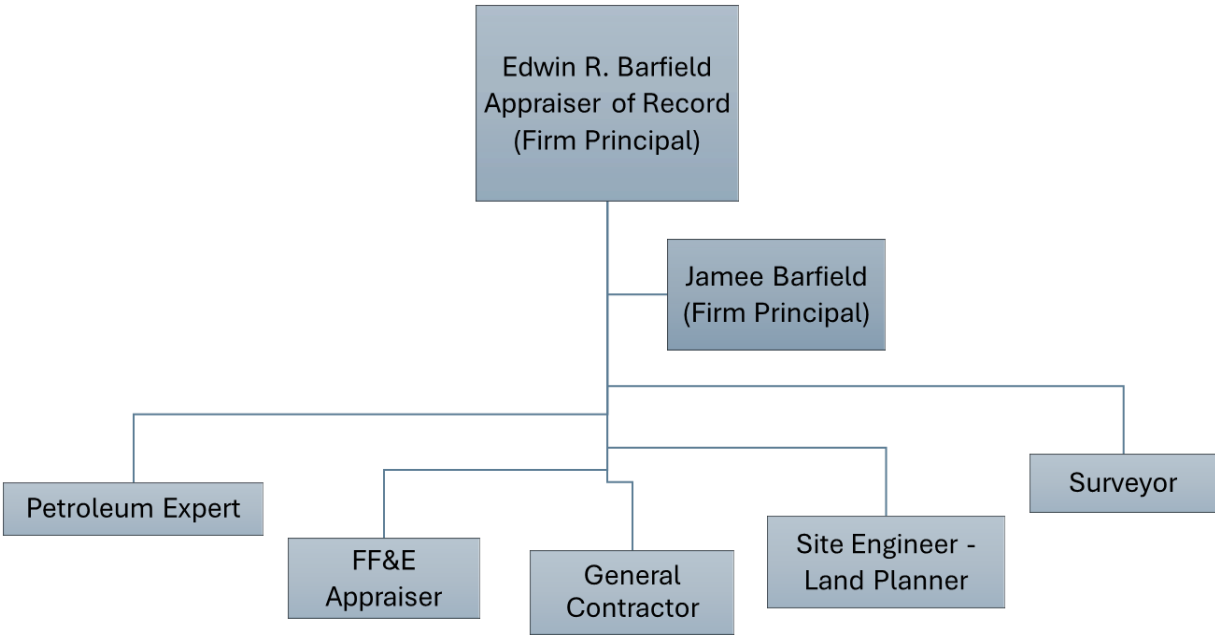 Edwin R. Barfield
Appraiser of Record
(Firm Principal)
Jamee Barfield
(Firm Principal)
Petroleum Expert
FF&E
Appraiser
General
Contractor
Site Engineer -
Land Planner
Surveyor